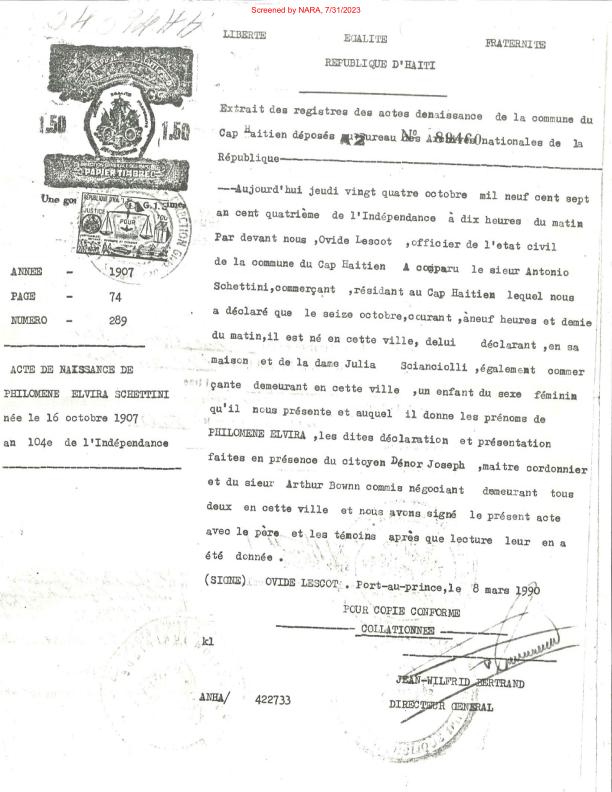 Screened by NARA, 7/31/2023
LIBERTE EGALITE FRATERNITE
REPUBLIQUE D'HAITI
1.50 1.50
PAPIER TIMBRE
Une
REPUBLIQUE D'HAITI
JUSTICE POUR TOUS
ANNEE - 1907
PAGE - 74
NUMERO - 289
ACTE DE NAISSANCE DE
PHILOMENE ELVIRA SCHETTINI
née le 16 octobre 1907
an 104e de l'Indépendance
Extrait des registres des actes denaissance de la commune du
Cap Haitien déposés au Bureau des Archives nationales de la
No 89460
République
---Aujourd'hui jeudi vingt quatre octobre mil neuf cent sept
an cent quatrième de l'Indépendance à dix heures du matin
Par devant nous ,Ovide Lescot ,officier de l'etat civil
de la commune du Cap Haitien A comparu le sieur Antonio
Schettini,commerçant ,résidant au Cap Haitien lequel nous
a déclaré que le seize octobre,courant ,àneuf heures et demie
du matin,il est né en cette ville, delui déclarant ,en sa
maison et de la dame Julia Scianciolli ,également commer
çante demeurant en cette ville ,un enfant du sexe féminin
qu'il nous présente et auquel il donne les prénoms de
PHILOMENE ELVIRA ,les dites déclaration et présentation
faites en présence du citoyen Dénor Joseph ,maitre cordonnier
et du sieur Arthur Bownn commis négociant demeurant tous
deux en cette ville et nous avons signé le présent acte
avec le père et les témoins après que lecture leur en a
été donnée .
(SIGNE) OVIDE LESCOT . Port-au-prince,le 8 mars 1990
POUR COPIE CONFORME
COLLATIONNEE
kl
JEAN-WILFRID BERTRAND
ANHA/ 422733
DIRECTEUR GENERAL